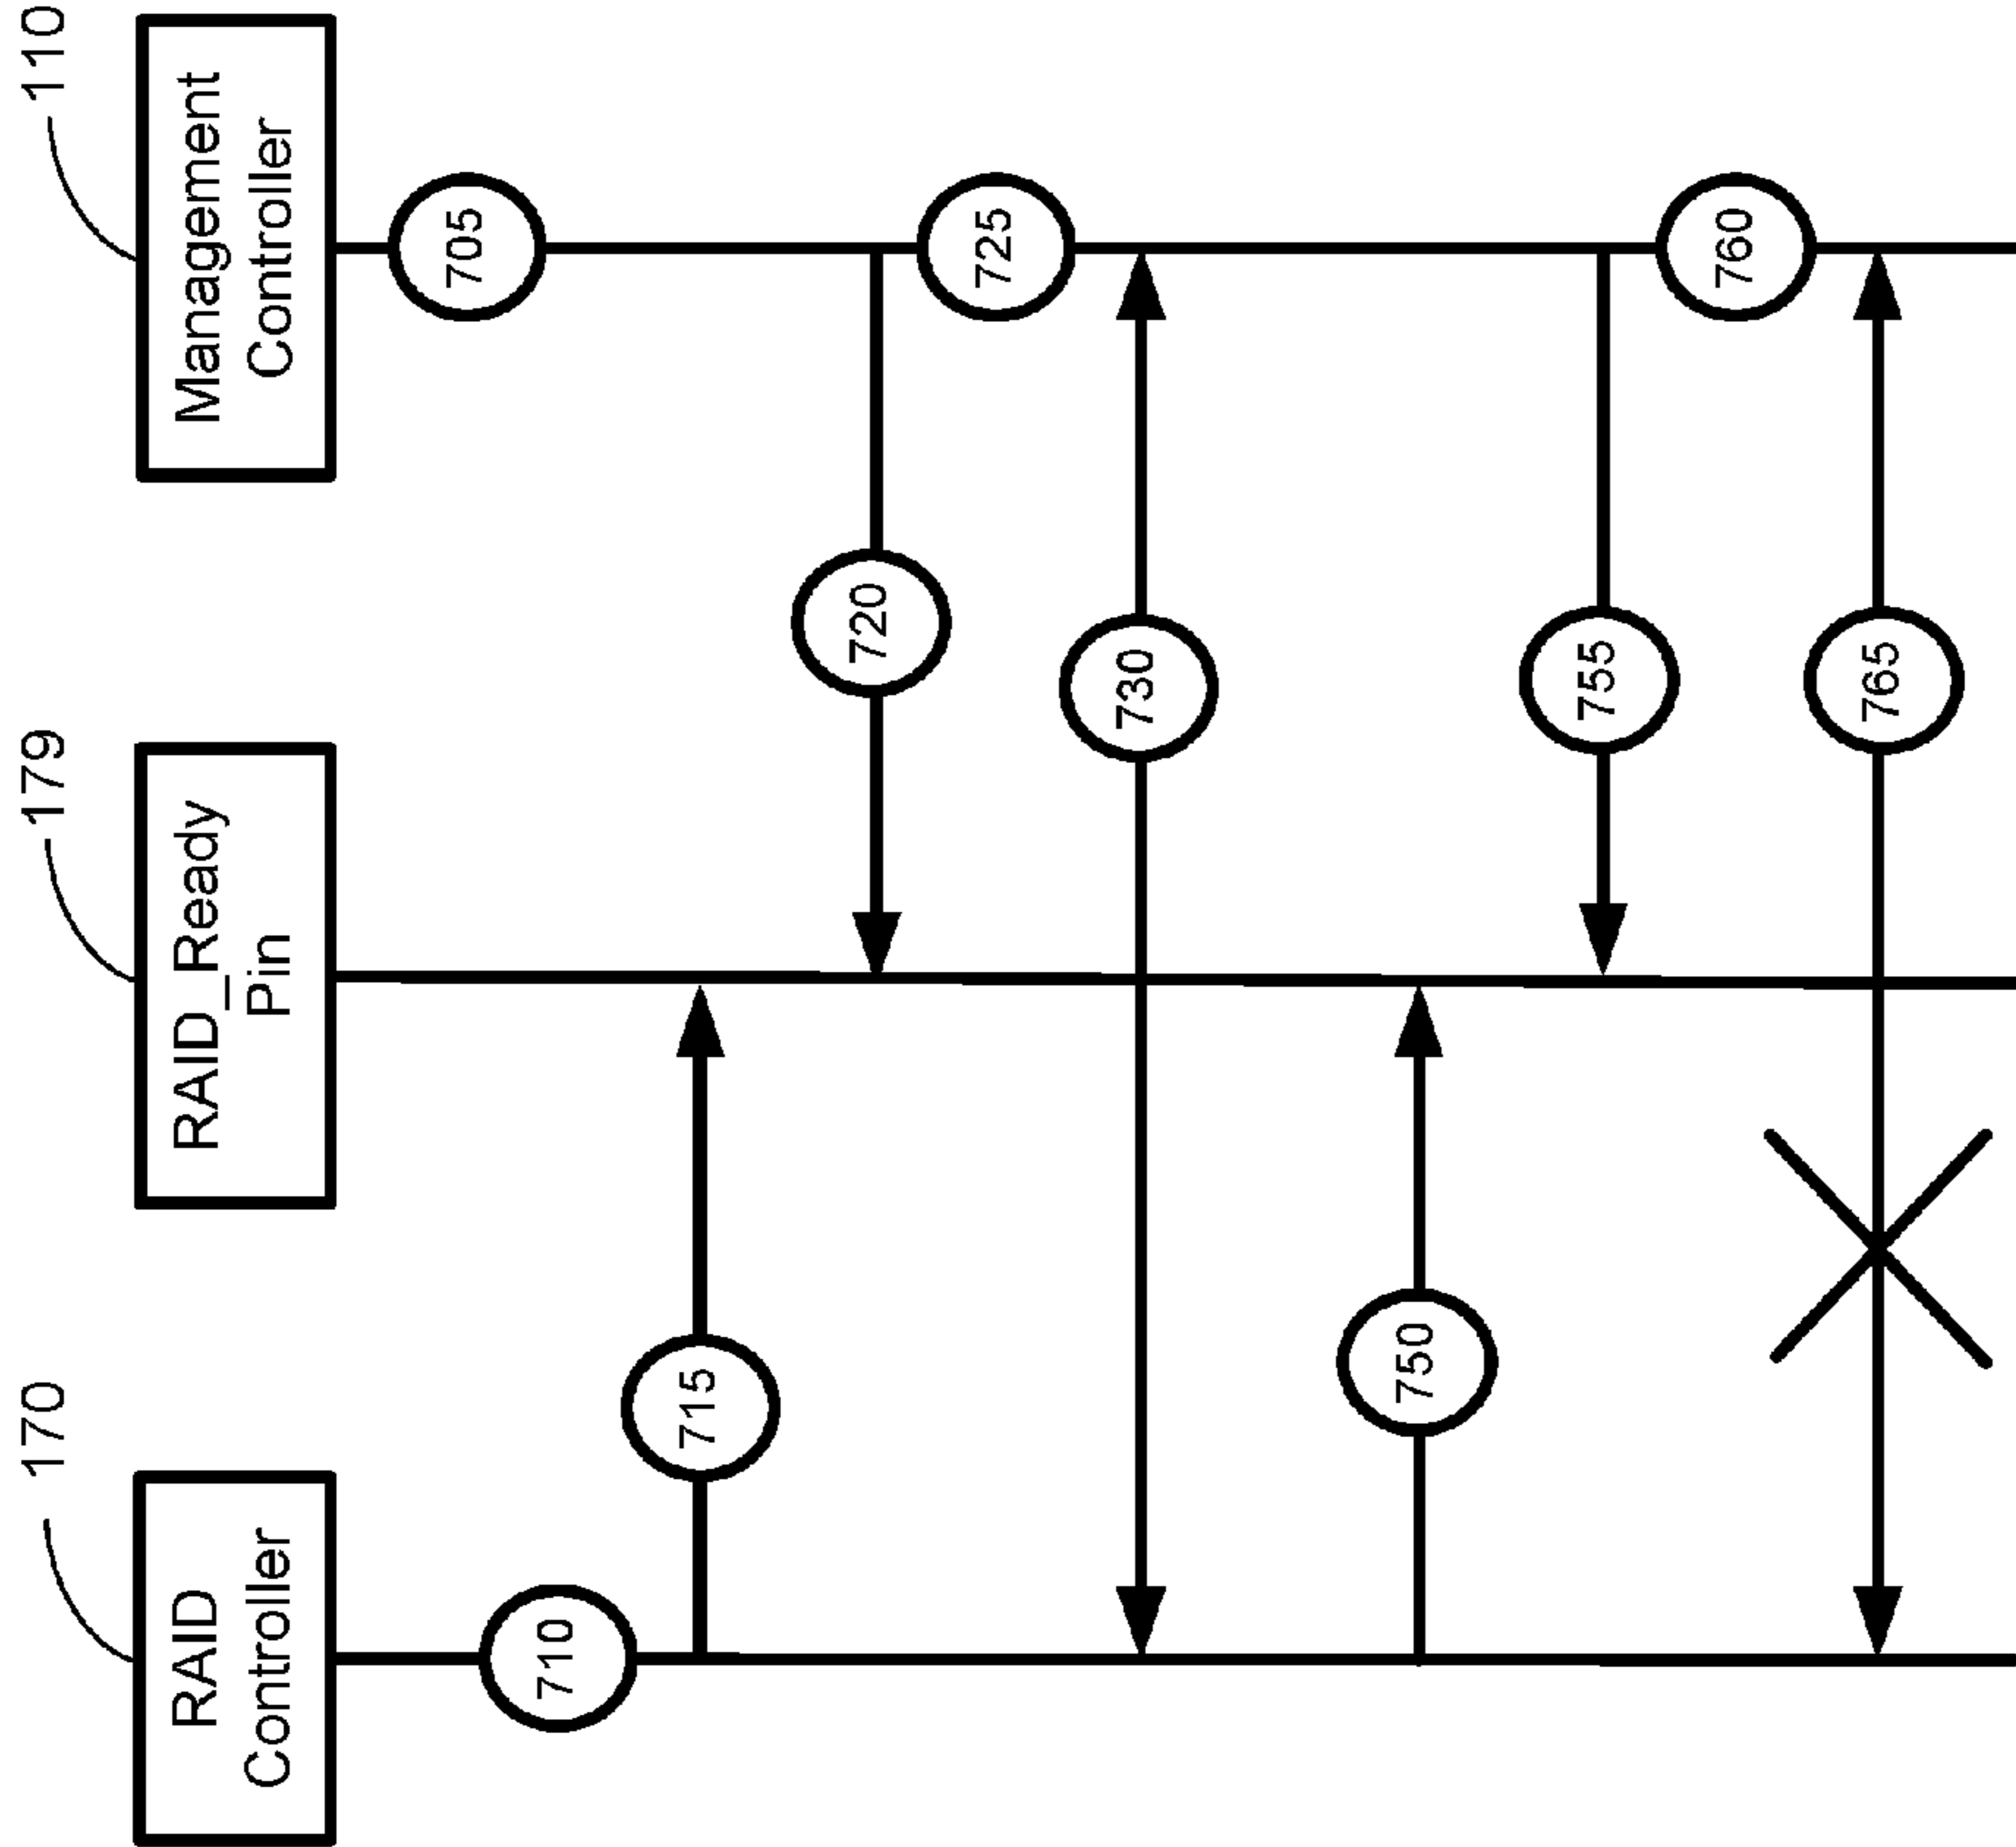 110
Management
Controller
179
RAID_Ready
Pin
170
RAID
Controller
705
710
715
720
725
730
750
755
760
765